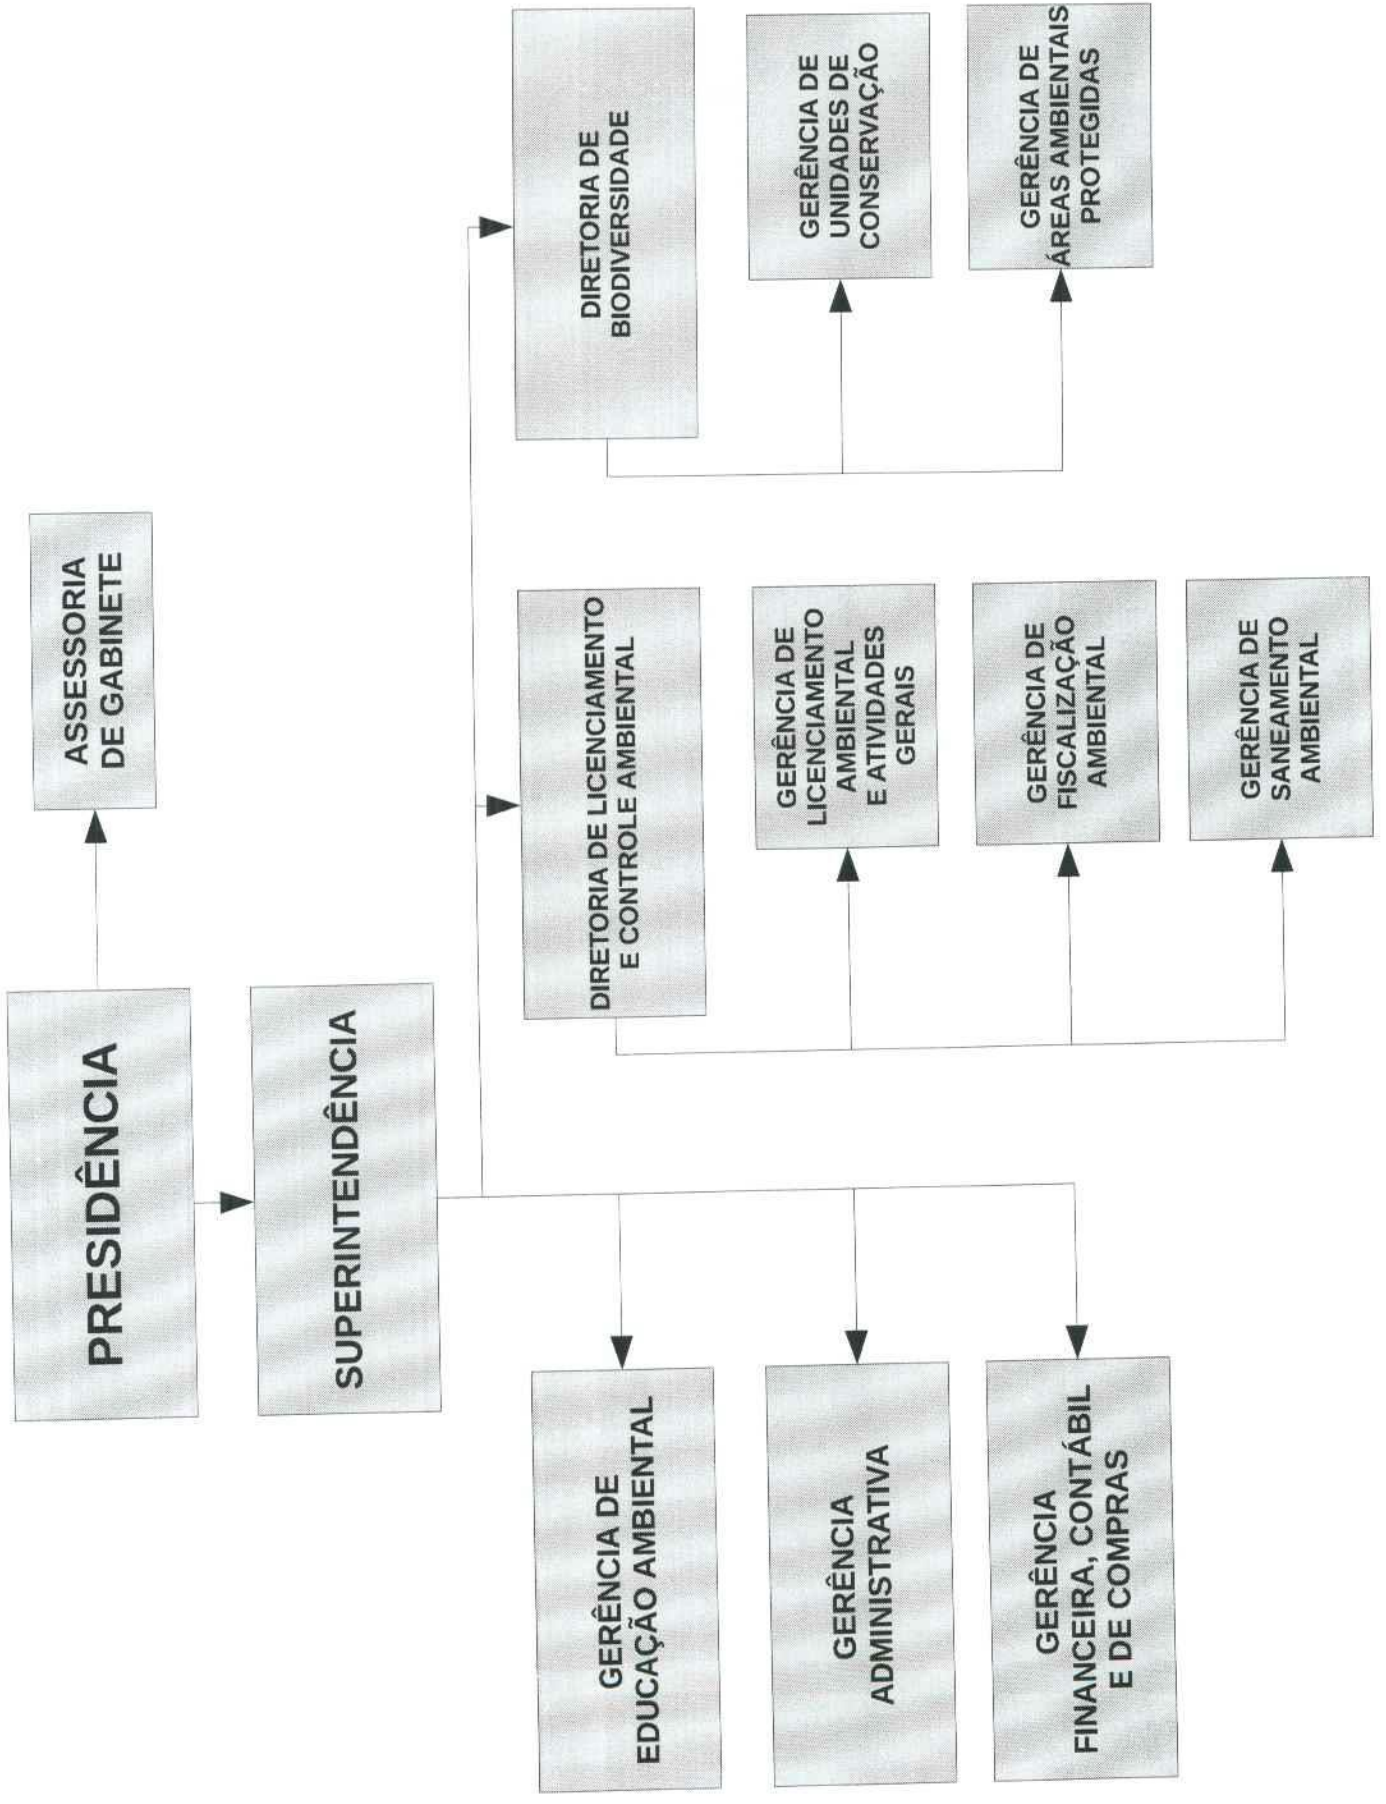 PRESIDÊNCIA
ASSESSORIA
DE GABINETE
SUPERINTENDÊNCIA
GERÊNCIA DE
EDUCAÇÃO AMBIENTAL
GERÊNCIA
ADMINISTRATIVA
GERÊNCIA
FINANCEIRA, CONTÁBIL
E DE COMPRAS
DIRETORIA DE LICENCIAMENTO
E CONTROLE AMBIENTAL
GERÊNCIA DE
LICENCIAMENTO
AMBIENTAL
E ATIVIDADES
GERAIS
GERÊNCIA DE
FISCALIZAÇÃO
AMBIENTAL
GERÊNCIA DE
SANEAMENTO
AMBIENTAL
DIRETORIA DE
BIODIVERSIDADE
GERÊNCIA DE
UNIDADES DE
CONSERVAÇÃO
GERÊNCIA DE
ÁREAS AMBIENTAIS
PROTEGIDAS